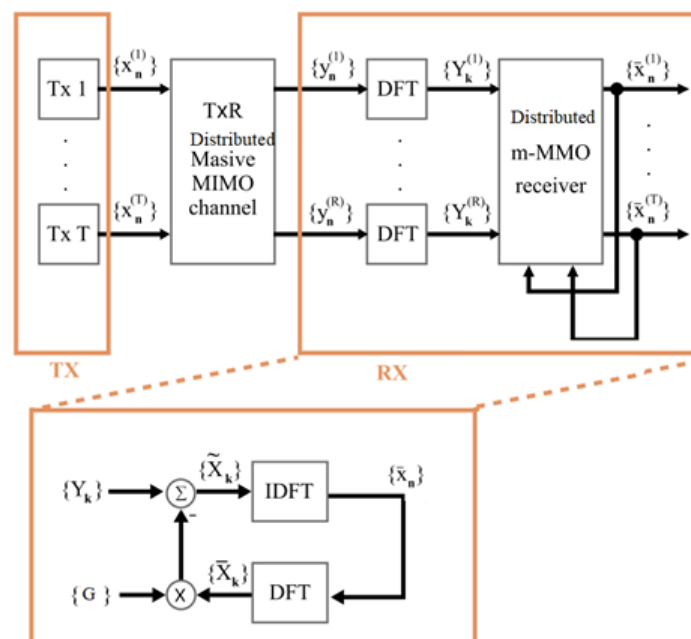 Tx 1
{x_n^(1)}
TxR
Distributed
Masive
MIMO
channel
{y_n^(1)}
DFT
{Y_k^(1)}
Distributed
m-MMO
receiver
{x̄_n^(1)}
Tx T
{x_n^(T)}
{y_n^(R)}
DFT
{Y_k^(R)}
{x̄_n^(T)}
TX
RX
{Y_k}
Σ
-
{X̃_k}
IDFT
{x̄_n}
{G}
X
{X̄_k}
DFT